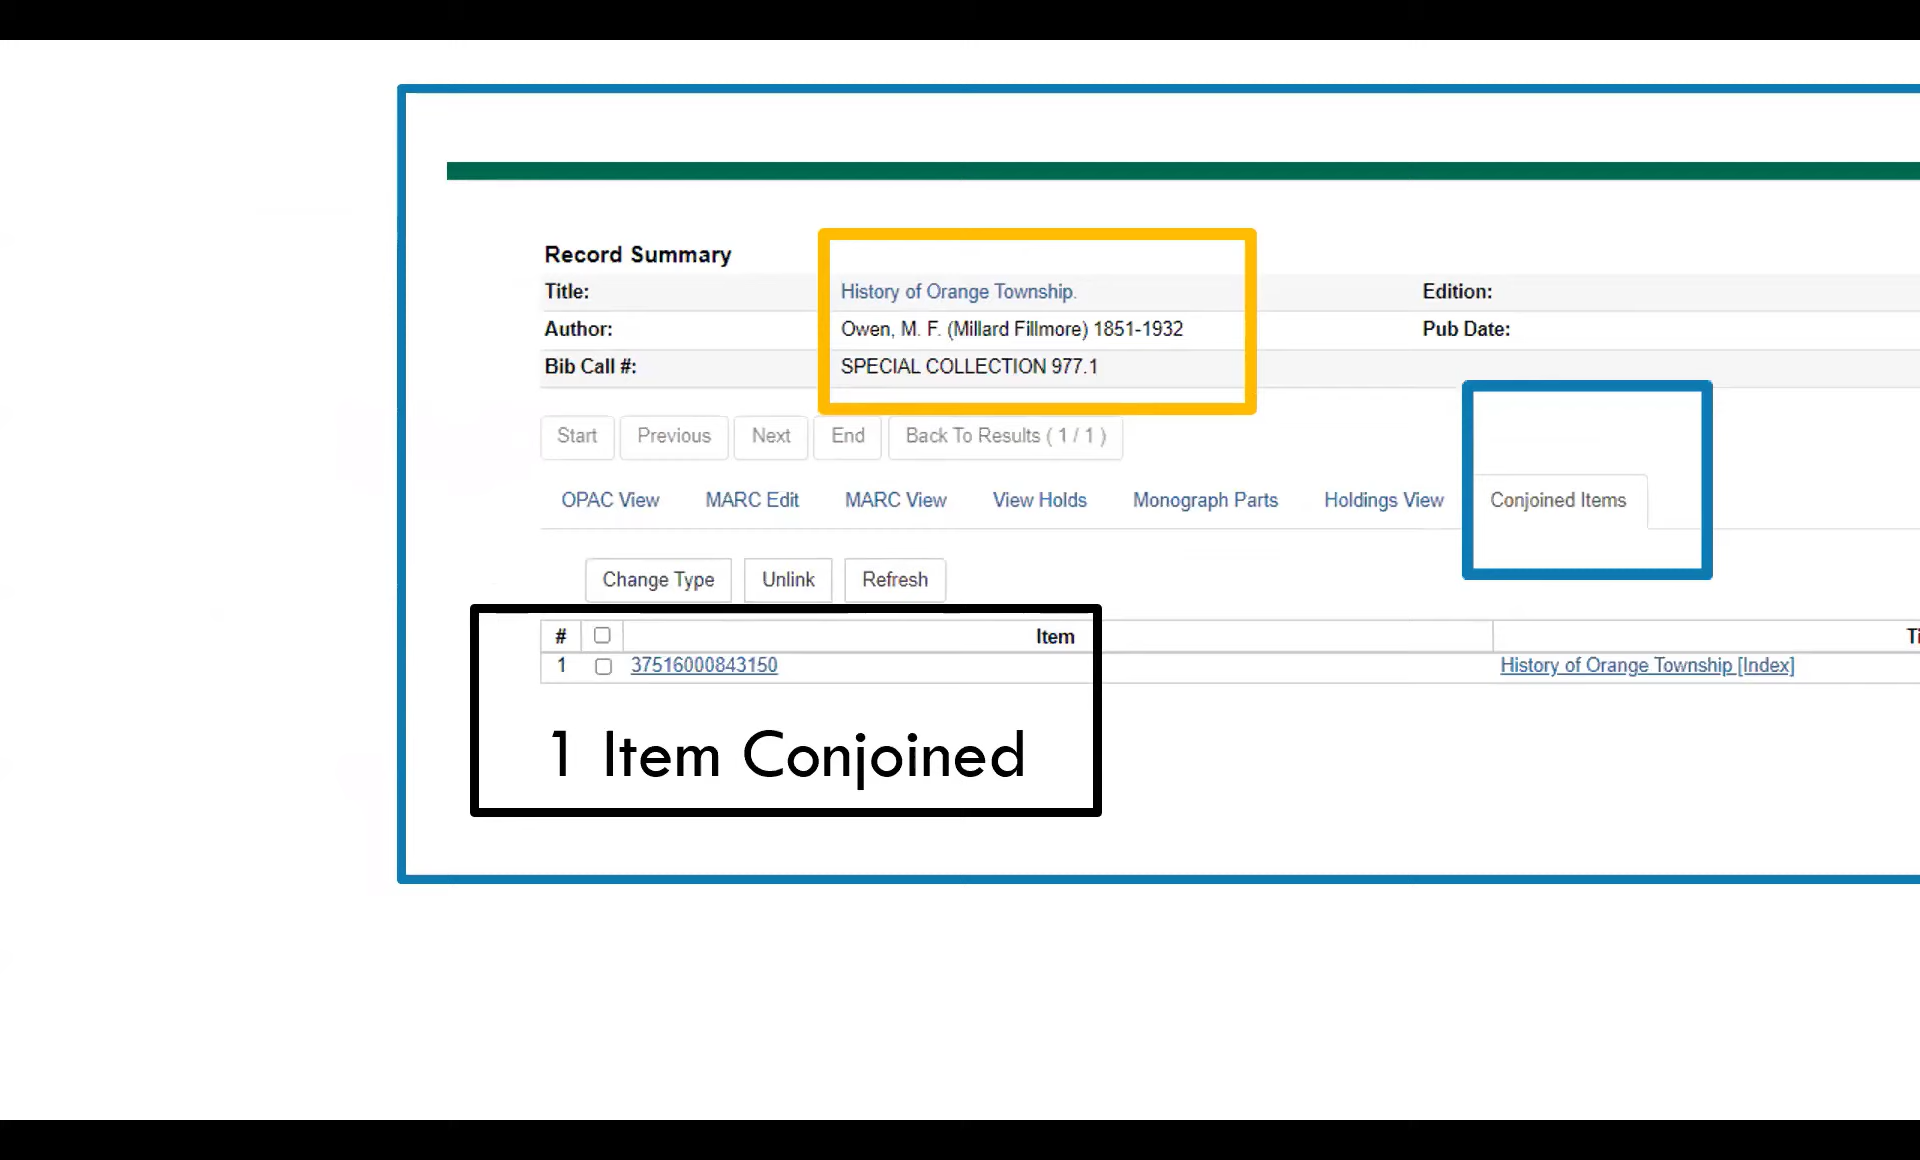 Record Summary
Title: History of Orange Township. Edition:
Author: Owen, M. F. (Millard Fillmore) 1851-1932 Pub Date:
Bib Call #: SPECIAL COLLECTION 977.1
Start Previous Next End Back To Results ( 1 / 1 )
OPAC View MARC Edit MARC View View Holds Monograph Parts Holdings View Conjoined Items
Change Type Unlink Refresh
# Item
1 37516000843150 History of Orange Township [Index]
1 Item Conjoined